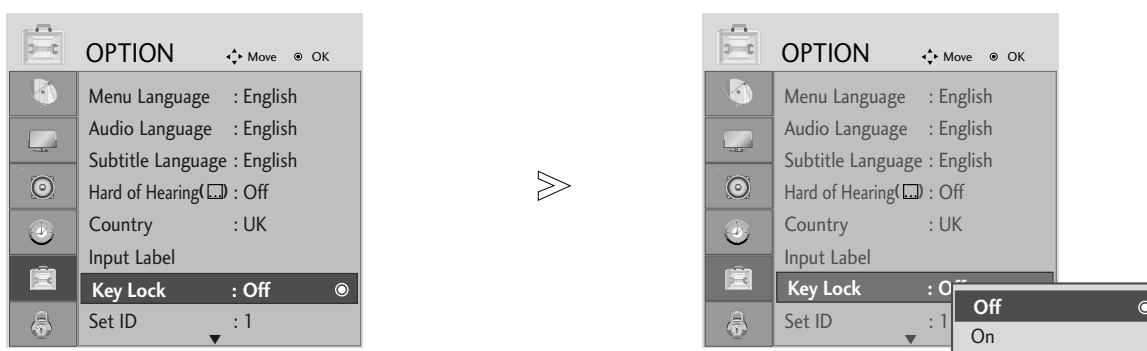 OPTION Move OK
Menu Language : English
Audio Language : English
Subtitle Language : English
Hard of Hearing( ) : Off
Country : UK
Input Label
Key Lock : Off
Set ID : 1
OPTION Move OK
Menu Language : English
Audio Language : English
Subtitle Language : English
Hard of Hearing( ) : Off
Country : UK
Input Label
Key Lock : O
Set ID : 1
Off
On